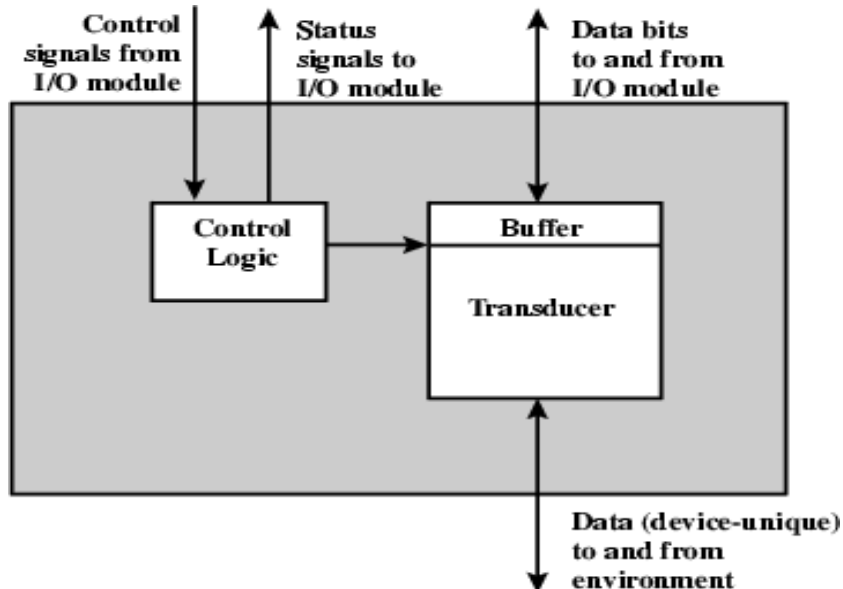 Control
signals from
I/O module
Status
signals to
I/O module
Data bits
to and from
I/O module
Control
Logic
Buffer
Transducer
Data (device-unique)
to and from
environment